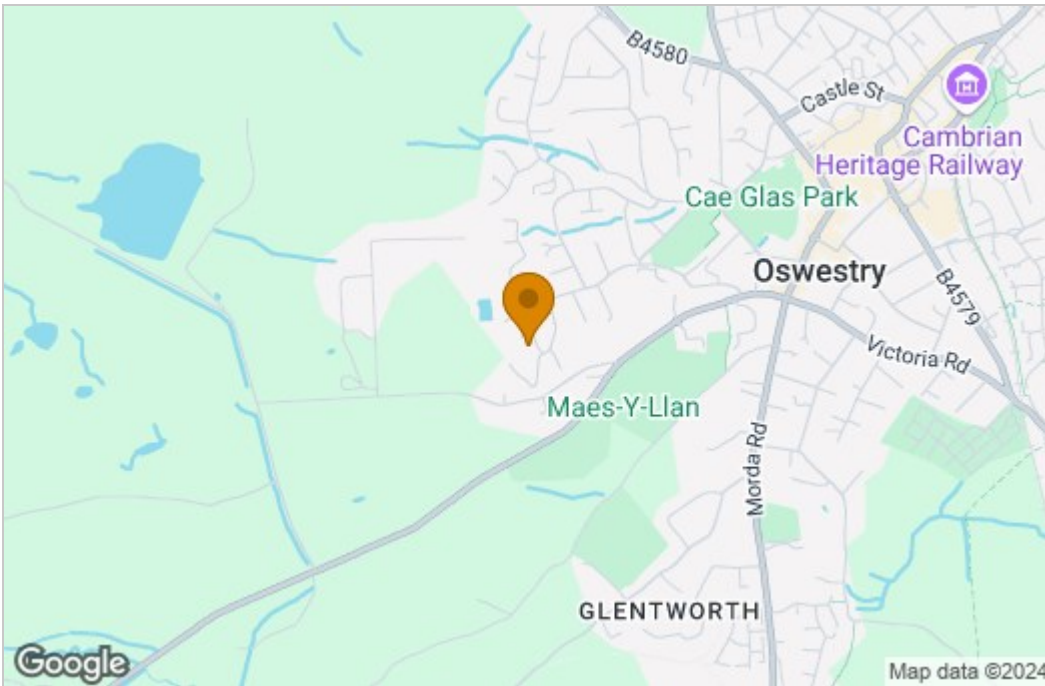 B4580
Castle St
Cambrian
Heritage Railway
Cae Glas Park
Oswestry
B4579
Victoria Rd
Maes-Y-Llan
Morda Rd
GLENTWORTH
Google
Map data ©2024